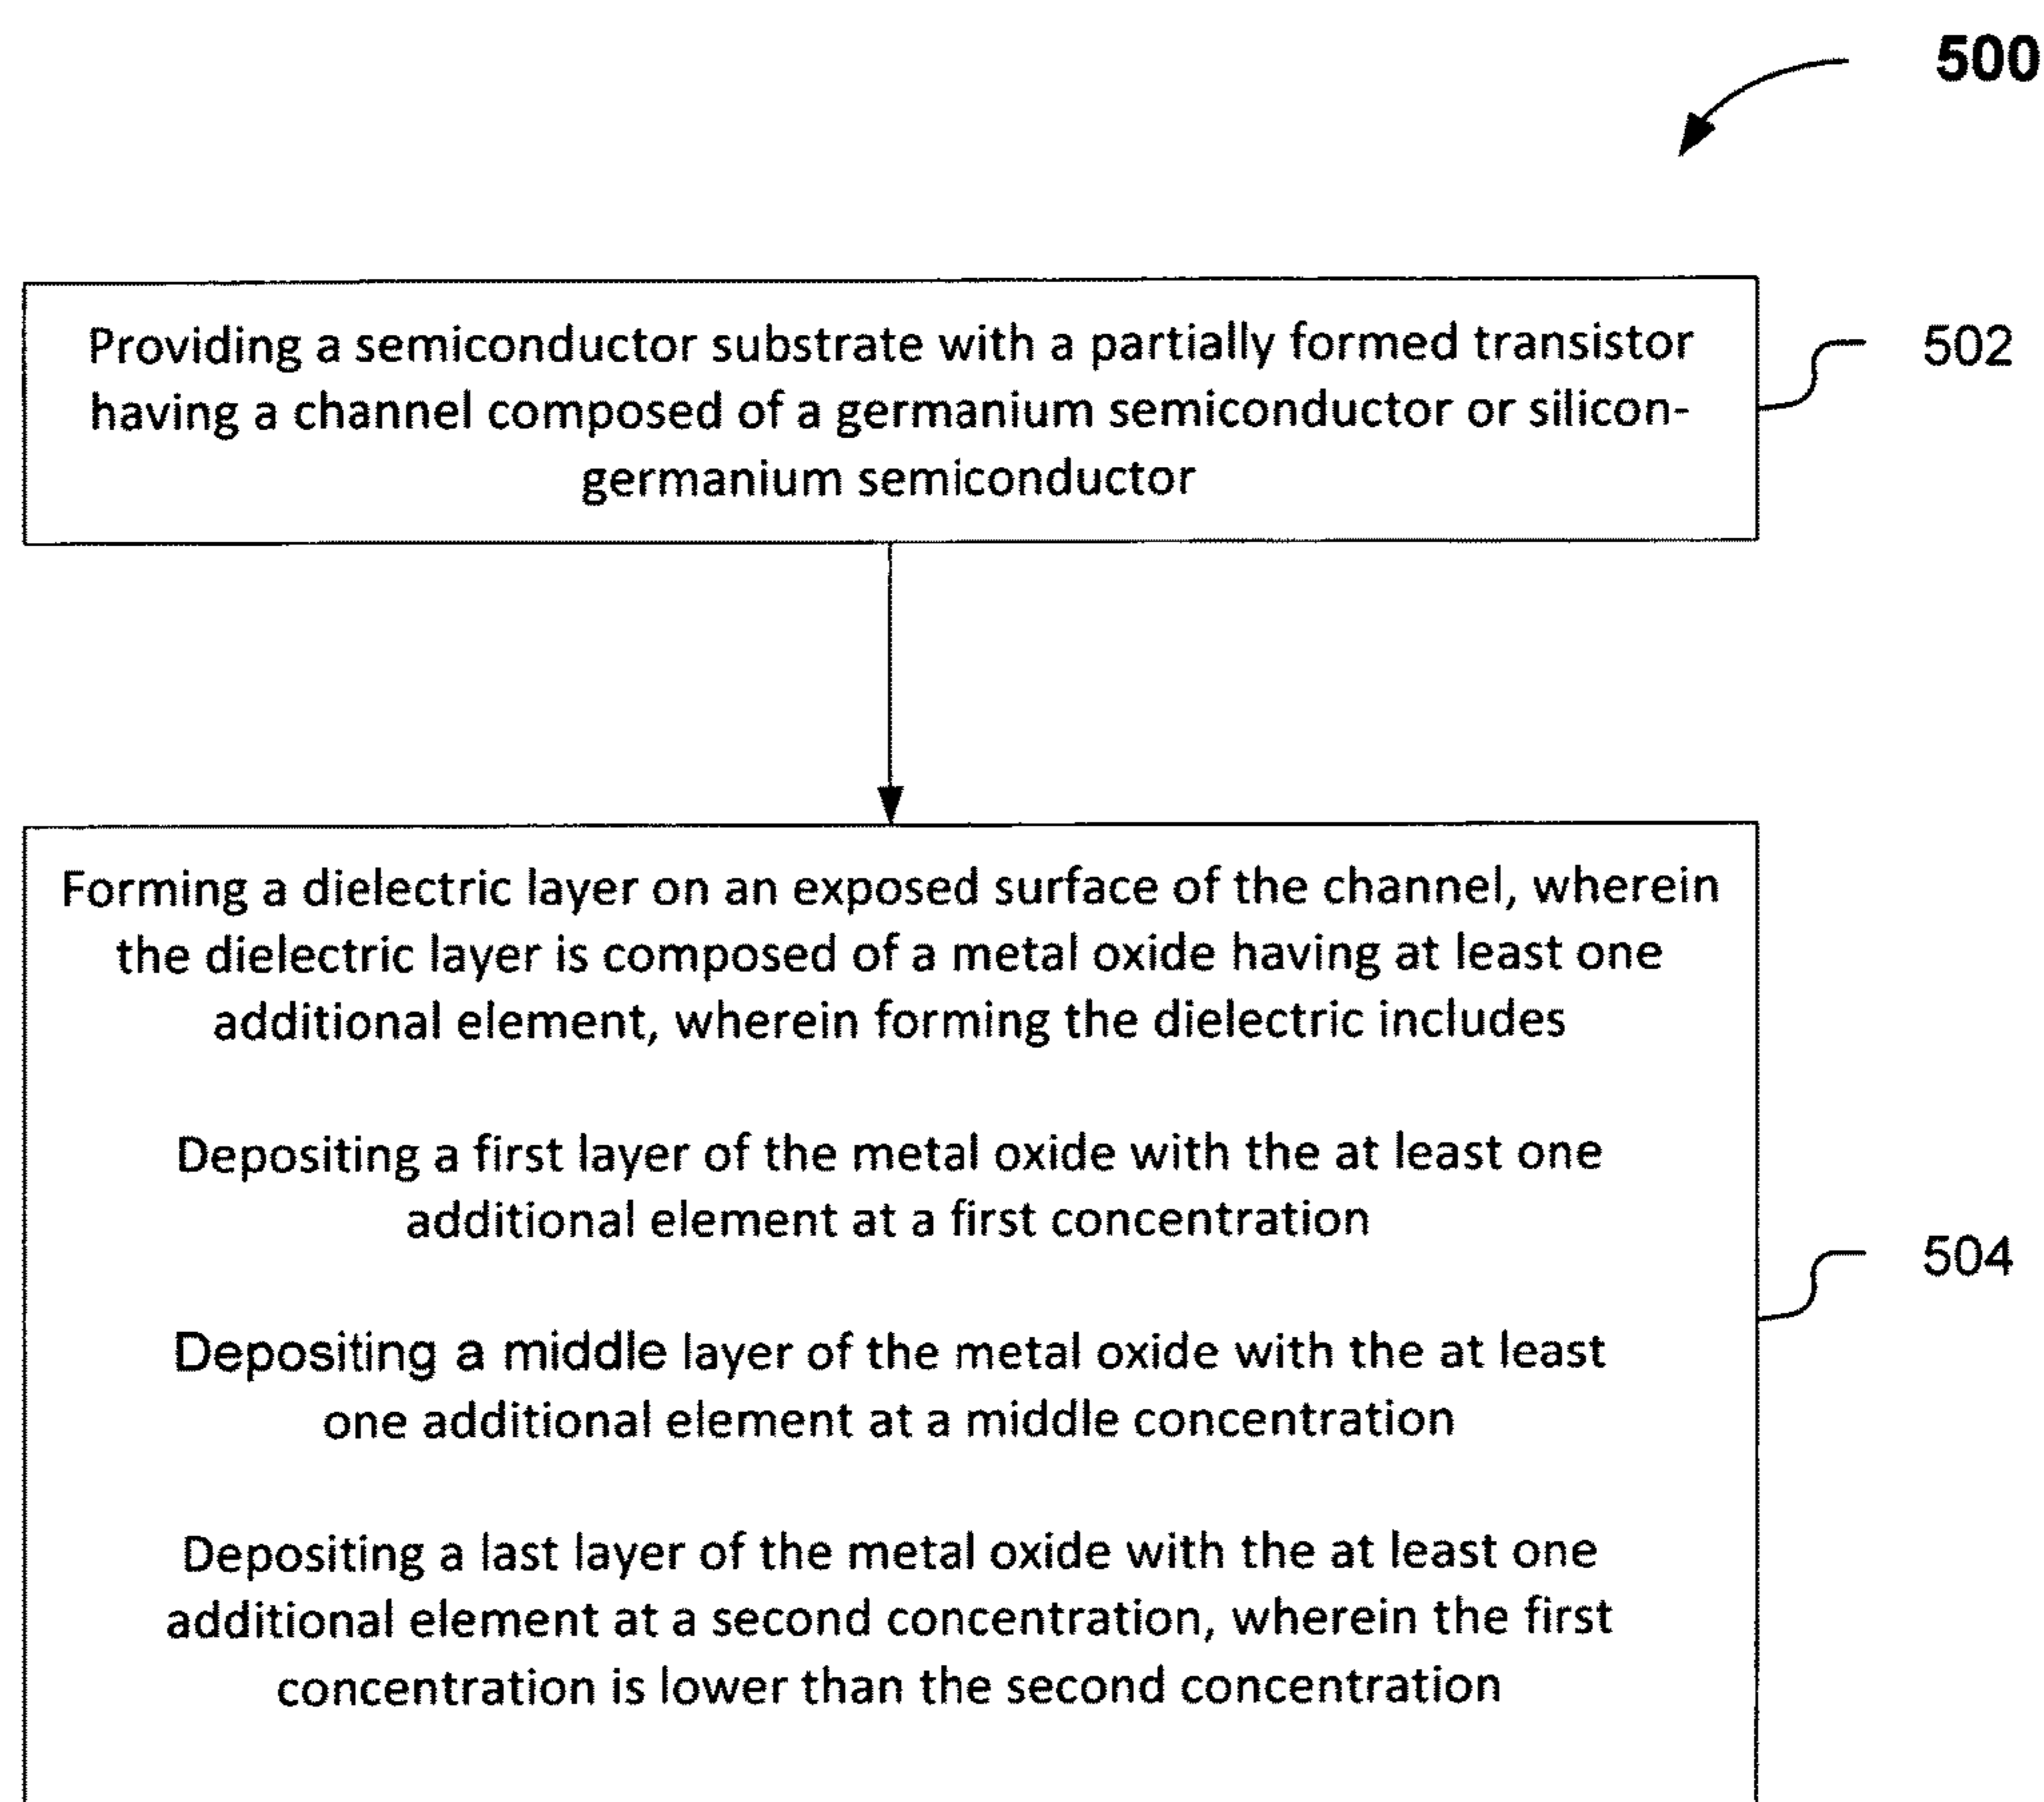 500
Providing a semiconductor substrate with a partially formed transistor
having a channel composed of a germanium semiconductor or silicon-
germanium semiconductor
502
Forming a dielectric layer on an exposed surface of the channel, wherein
the dielectric layer is composed of a metal oxide having at least one
additional element, wherein forming the dielectric includes
Depositing a first layer of the metal oxide with the at least one
additional element at a first concentration
Depositing a middle layer of the metal oxide with the at least
one additional element at a middle concentration
Depositing a last layer of the metal oxide with the at least one
additional element at a second concentration, wherein the first
concentration is lower than the second concentration
504